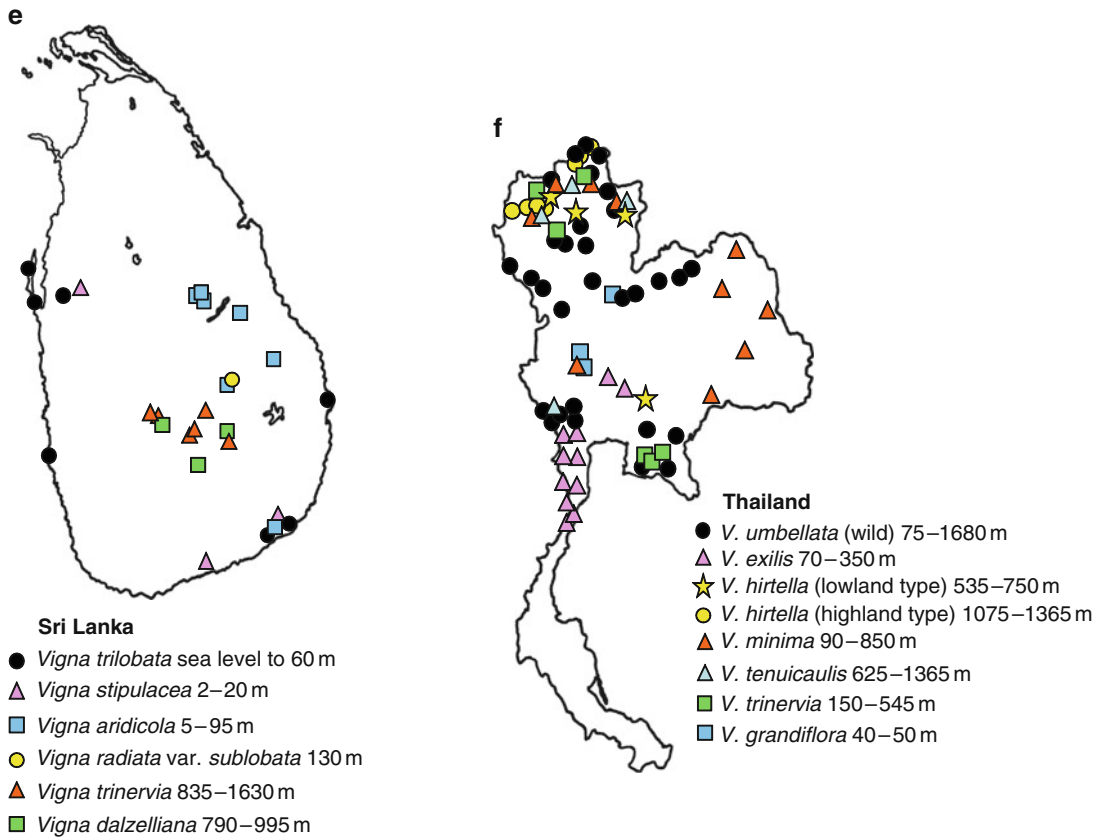 e
Sri Lanka
Vigna trilobata sea level to 60 m
Vigna stipulacea 2–20 m
Vigna aridicola 5–95 m
Vigna radiata var. sublobata 130 m
Vigna trinervia 835–1630 m
Vigna dalzelliana 790–995 m
f
Thailand
V. umbellata (wild) 75–1680 m
V. exilis 70–350 m
V. hirtella (lowland type) 535–750 m
V. hirtella (highland type) 1075–1365 m
V. minima 90–850 m
V. tenuicaulis 625–1365 m
V. trinervia 150–545 m
V. grandiflora 40–50 m